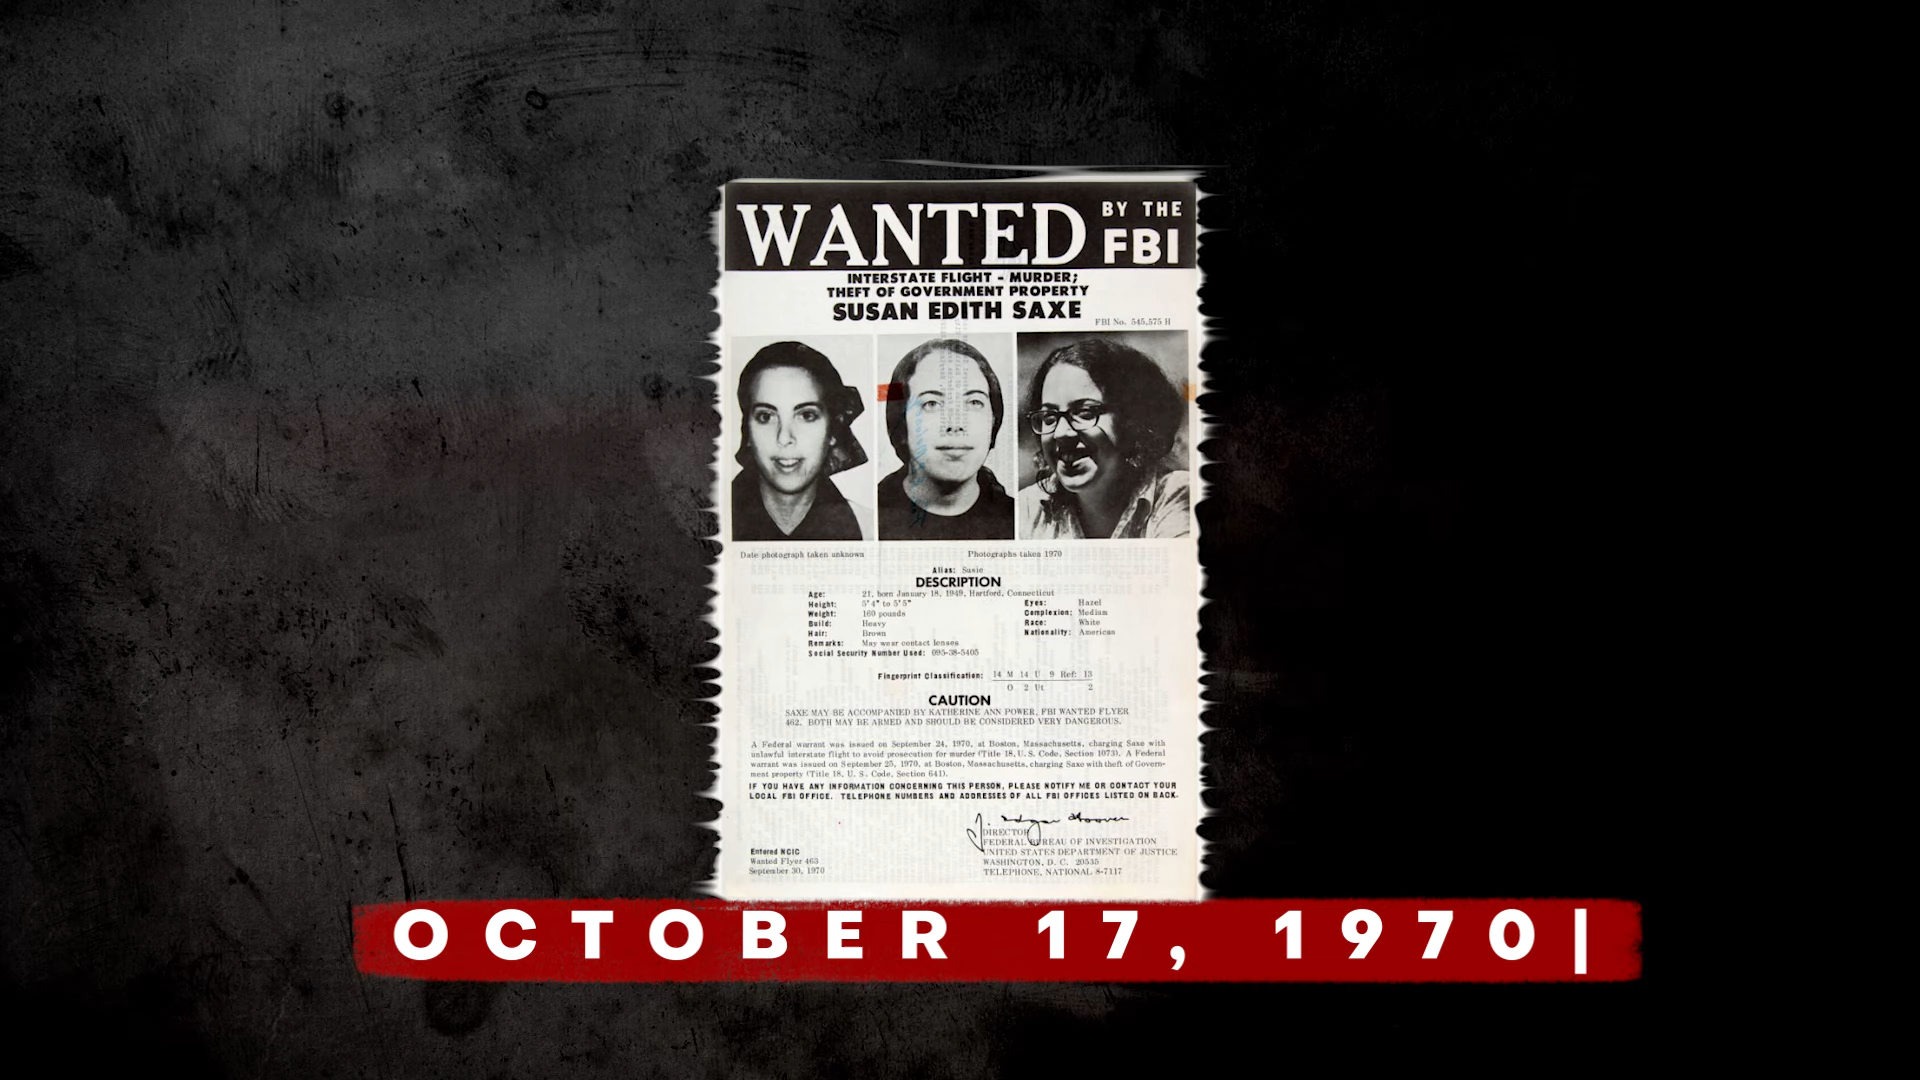 WANTED BY THE FBI
INTERSTATE FLIGHT - MURDER;
THEFT OF GOVERNMENT PROPERTY
SUSAN EDITH SAXE
FBI No. 545,575 H
Date photograph taken unknown
Photographs taken 1970
Alias: Susie
DESCRIPTION
Age: 21, born January 18, 1949, Hartford, Connecticut
Height: 5'4" to 5'5" Eyes: Hazel
Weight: 160 pounds Complexion: Medium
Build: Heavy Race: White
Hair: Brown Nationality: American
Remarks: May wear contact lenses
Social Security Number Used: 095-38-5405
Fingerprint Classification: 14 M 14 U 9 Ref: 13
O 2 Ut 2
CAUTION
SAXE MAY BE ACCOMPANIED BY KATHERINE ANN POWER, FBI WANTED FLYER
462. BOTH MAY BE ARMED AND SHOULD BE CONSIDERED VERY DANGEROUS.
A Federal warrant was issued on September 24, 1970, at Boston, Massachusetts, charging Saxe with
unlawful interstate flight to avoid prosecution for murder (Title 18, U. S. Code, Section 1073). A Federal
warrant was issued on September 25, 1970, at Boston, Massachusetts, charging Saxe with theft of Govern-
ment property (Title 18, U. S. Code, Section 641).
IF YOU HAVE ANY INFORMATION CONCERNING THIS PERSON, PLEASE NOTIFY ME OR CONTACT YOUR
LOCAL FBI OFFICE. TELEPHONE NUMBERS AND ADDRESSES OF ALL FBI OFFICES LISTED ON BACK.
J. Edgar Hoover
DIRECTOR
FEDERAL BUREAU OF INVESTIGATION
UNITED STATES DEPARTMENT OF JUSTICE
WASHINGTON, D. C. 20535
TELEPHONE, NATIONAL 8-7117
Entered NCIC
Wanted Flyer 463
September 30, 1970
OCTOBER 17, 1970|